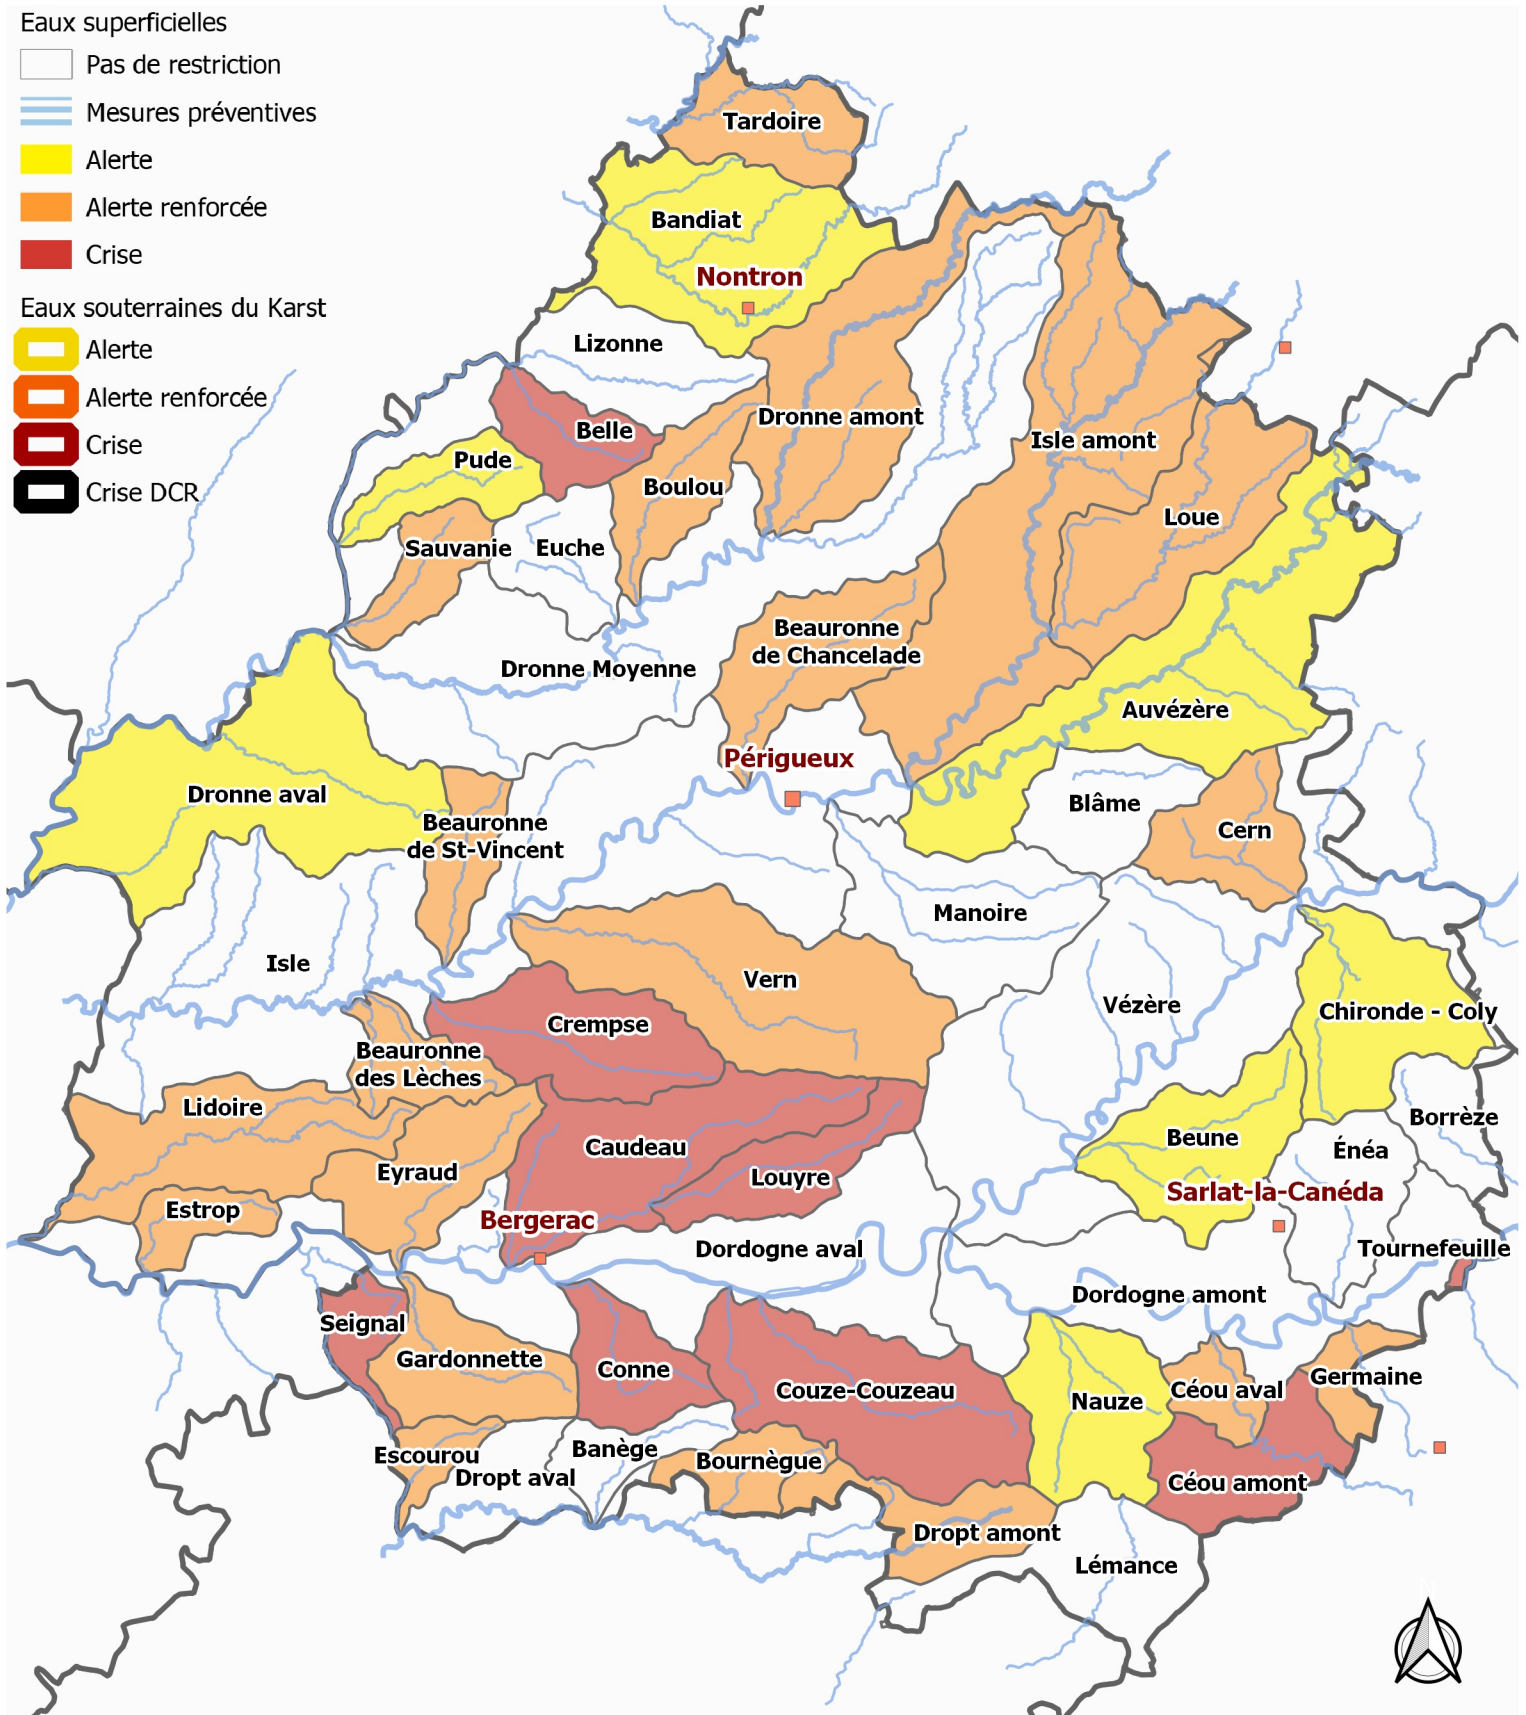 Eaux superficielles
Pas de restriction
Mesures préventives
Alerte
Alerte renforcée
Crise
Eaux souterraines du Karst
Alerte
Alerte renforcée
Crise
Crise DCR
Tardoire
Bandiat
Nontron
Lizonne
Dronne amont
Belle
Isle amont
Pude
Boulou
Loue
Sauvanie
Euche
Beauronne
de Chancelade
Dronne Moyenne
Auvézère
Périgueux
Dronne aval
Blâme
Beauronne
de St-Vincent
Cern
Manoire
Isle
Vern
Vézère
Chironde - Coly
Crempse
Beauronne
des Lèches
Lidoire
Borrèze
Beune
Énéa
Caudeau
Eyraud
Louyre
Sarlat-la-Canéda
Estrop
Bergerac
Dordogne aval
Tournefeuille
Dordogne amont
Seignal
Gardonnette
Conne
Germaine
Couze-Couzeau
Céou aval
Nauze
Banège
Escourou
Bournègue
Dropt aval
Céou amont
Dropt amont
Lémance
N